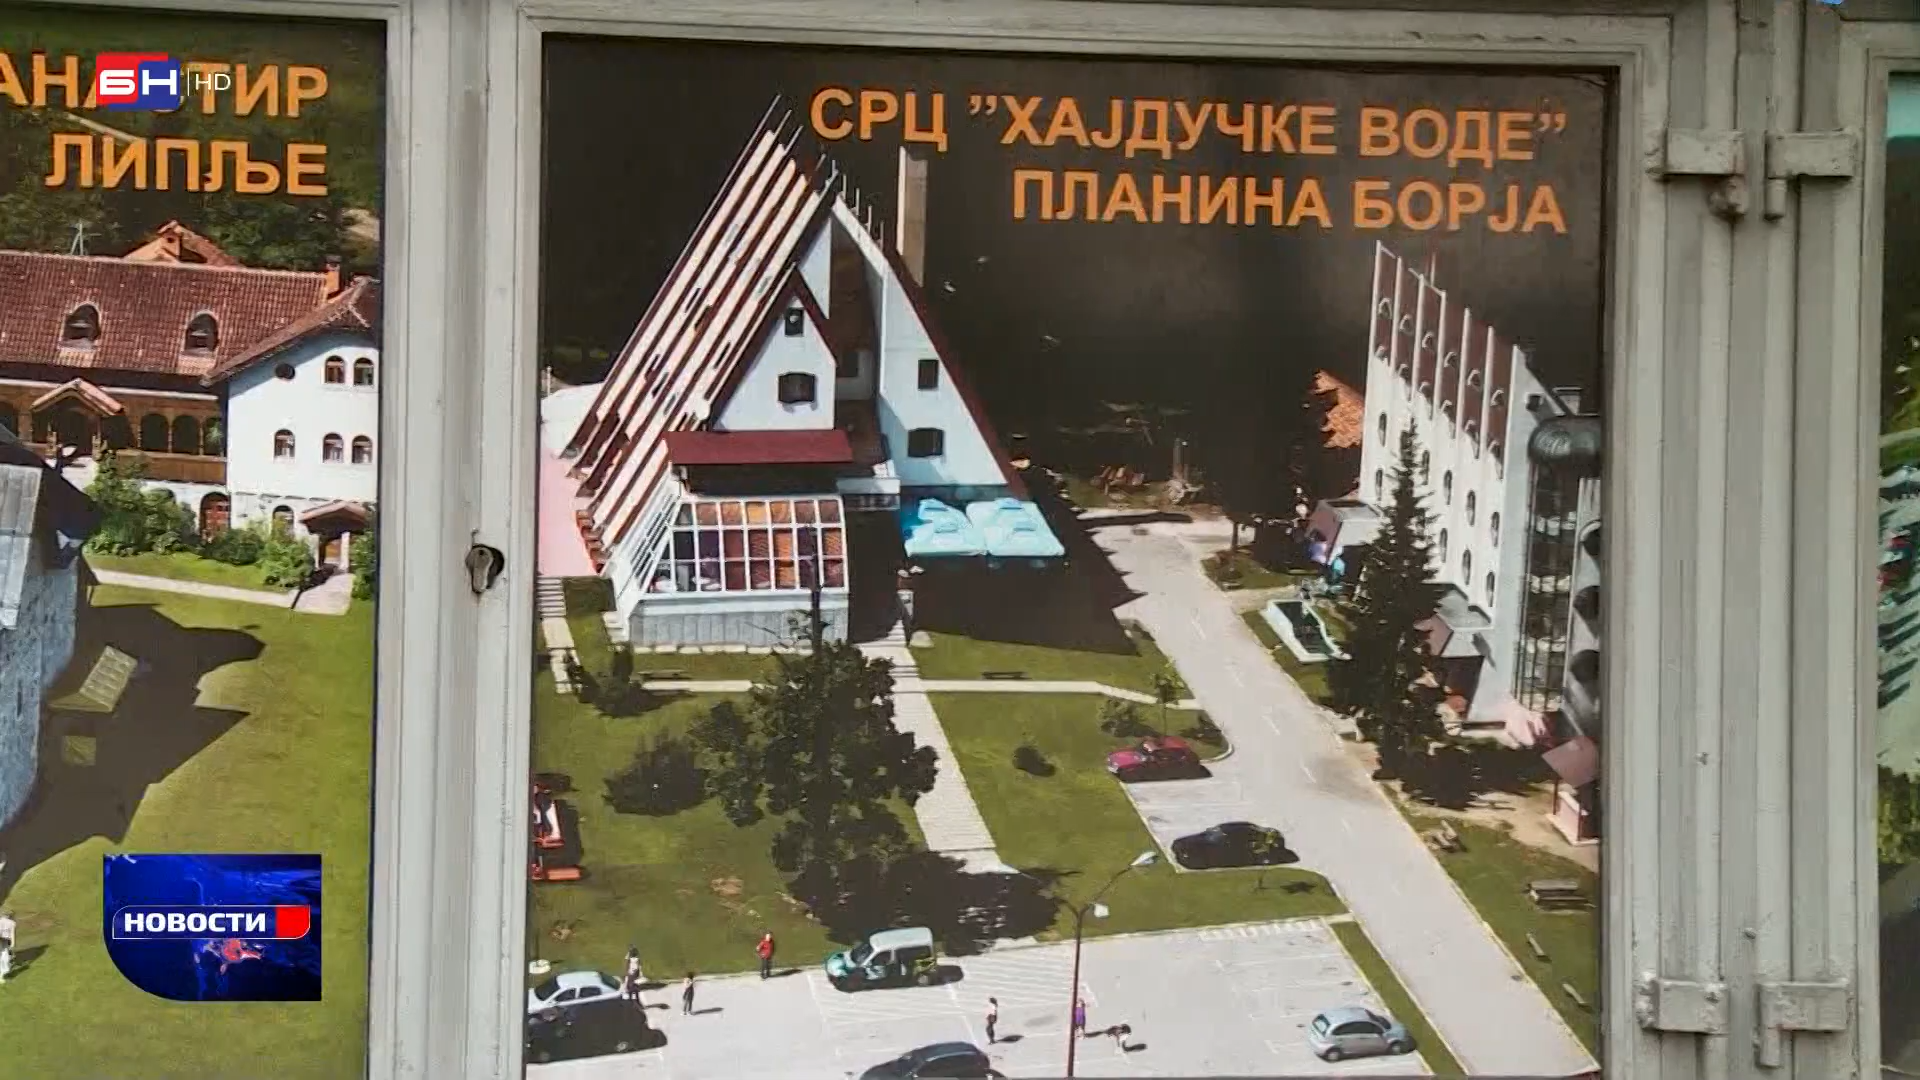 БН HD
АНАСТИР
ЛИПЉЕ
СРЦ ”ХАЈДУЧКЕ ВОДЕ”
ПЛАНИНА БОРЈА
НОВОСТИ